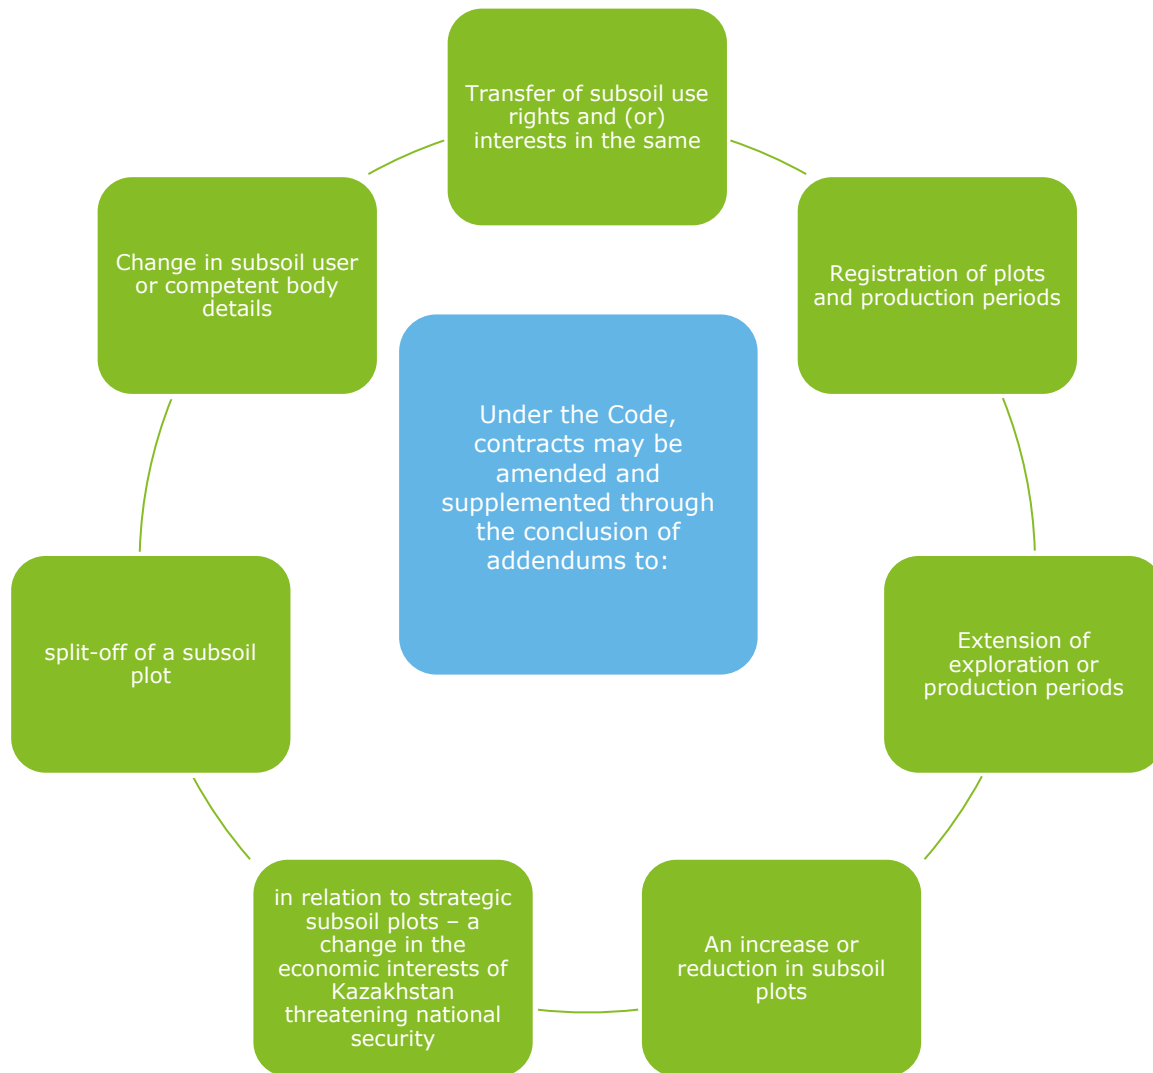 Transfer of subsoil use
rights and (or)
interests in the same
Change in subsoil user
or competent body
details
Registration of plots
and production periods
Under the Code,
contracts may be
amended and
supplemented through
the conclusion of
addendums to:
split-off of a subsoil
plot
Extension of
exploration or
production periods
in relation to strategic
subsoil plots – a
change in the
economic interests of
Kazakhstan
threatening national
security
An increase or
reduction in subsoil
plots